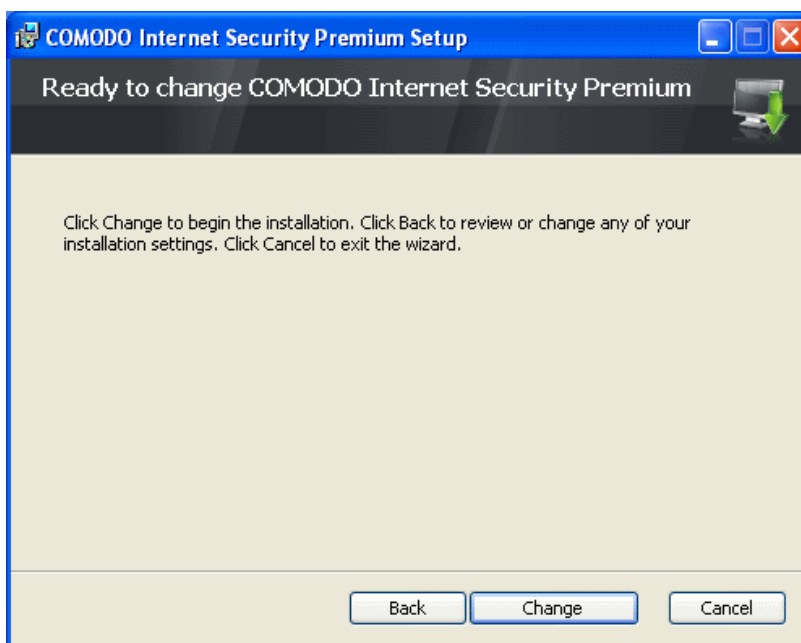 COMODO Internet Security Premium Setup
Ready to change COMODO Internet Security Premium
Click Change to begin the installation. Click Back to review or change any of your
installation settings. Click Cancel to exit the wizard.
Back Change Cancel